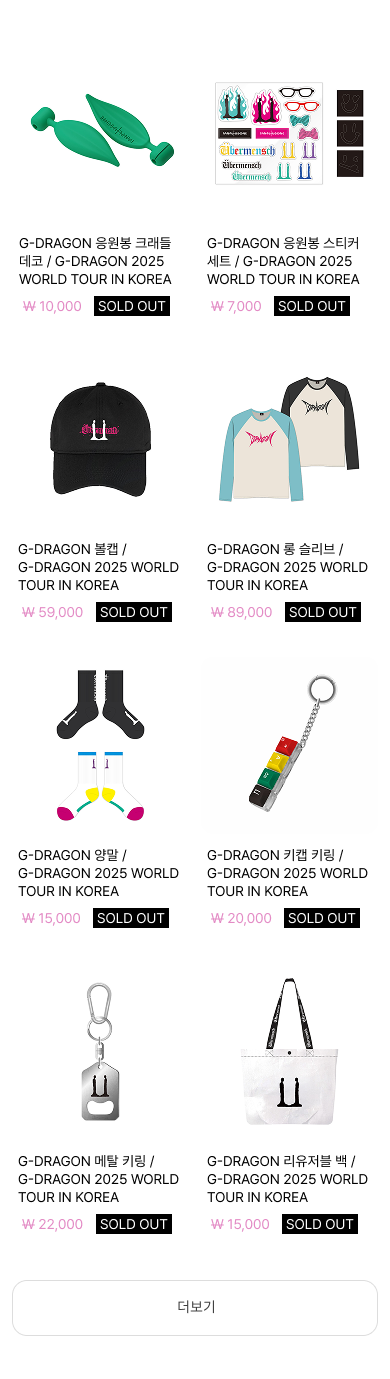 Übermensch
Übermensch
Übermensch
Übermensch
G-DRAGON 응원봉 크래들
데코 / G-DRAGON 2025
WORLD TOUR IN KOREA
₩ 10,000 SOLD OUT
G-DRAGON 응원봉 스티커
세트 / G-DRAGON 2025
WORLD TOUR IN KOREA
₩ 7,000 SOLD OUT
G-DRAGON 볼캡 /
G-DRAGON 2025 WORLD
TOUR IN KOREA
₩ 59,000 SOLD OUT
G-DRAGON 롱 슬리브 /
G-DRAGON 2025 WORLD
TOUR IN KOREA
₩ 89,000 SOLD OUT
G-DRAGON 양말 /
G-DRAGON 2025 WORLD
TOUR IN KOREA
₩ 15,000 SOLD OUT
G-DRAGON 키캡 키링 /
G-DRAGON 2025 WORLD
TOUR IN KOREA
₩ 20,000 SOLD OUT
G-DRAGON 메탈 키링 /
G-DRAGON 2025 WORLD
TOUR IN KOREA
₩ 22,000 SOLD OUT
G-DRAGON 리유저블 백 /
G-DRAGON 2025 WORLD
TOUR IN KOREA
₩ 15,000 SOLD OUT
더보기